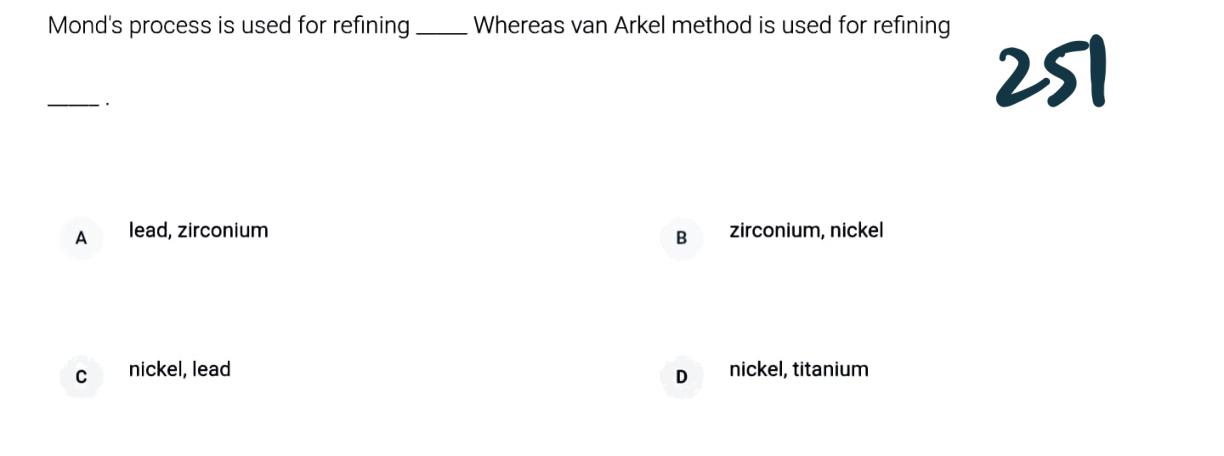 Mond's process is used for refining _____ Whereas van Arkel method is used for refining
251
_____ .
A lead, zirconium
B zirconium, nickel
C nickel, lead
D nickel, titanium